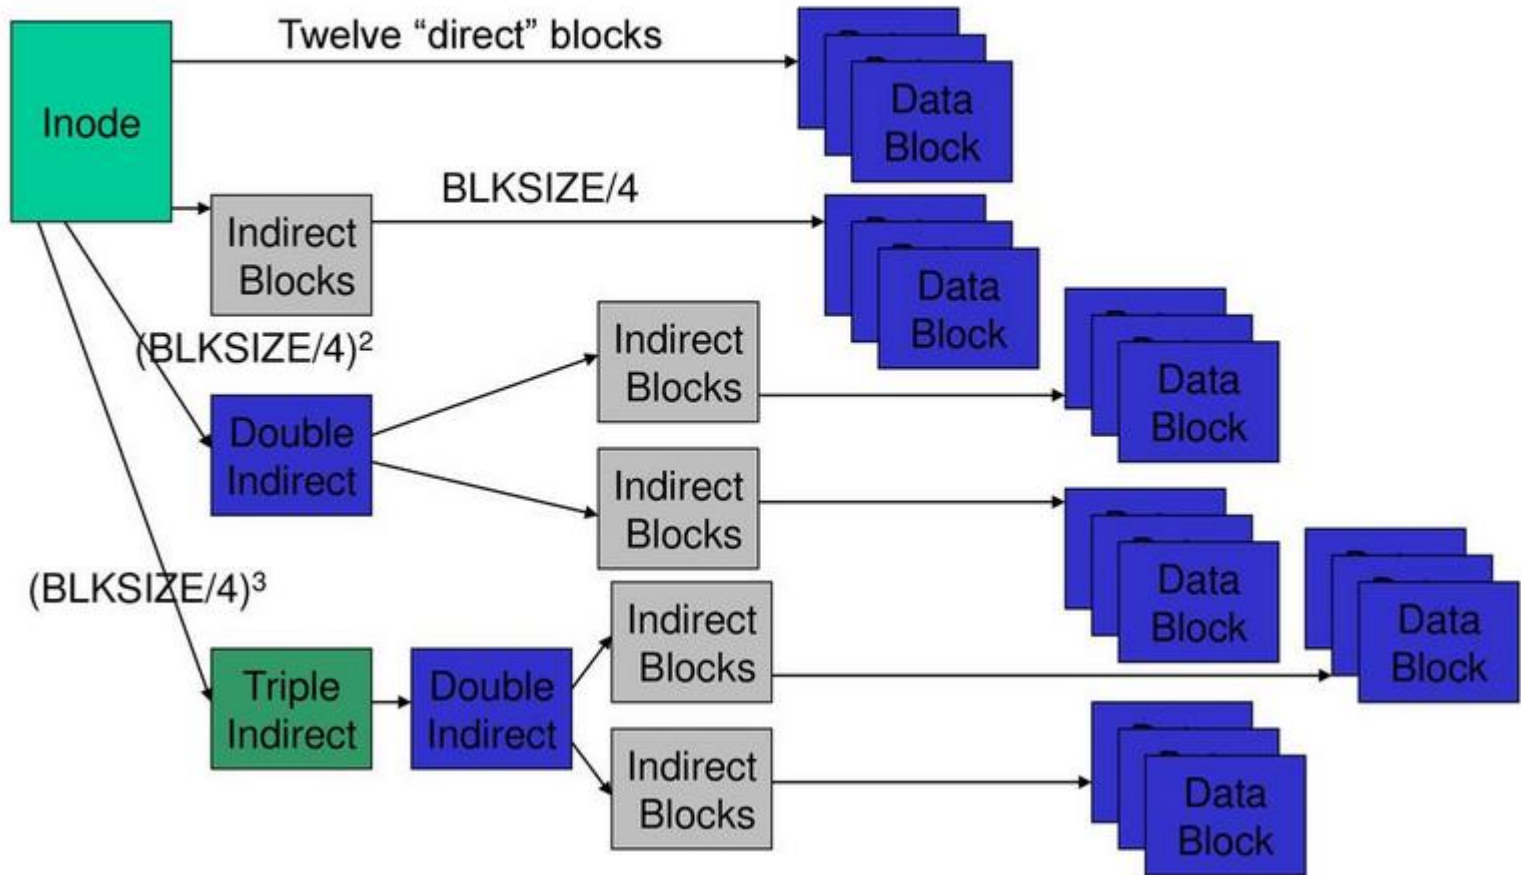 Twelve “direct” blocks
Inode
Data
Block
BLKSIZE/4
Indirect
Blocks
Data
Block
(BLKSIZE/4)²
Indirect
Blocks
Data
Block
Double
Indirect
Indirect
Blocks
Data
Block
(BLKSIZE/4)³
Indirect
Blocks
Data
Block
Triple
Indirect
Double
Indirect
Indirect
Blocks
Data
Block